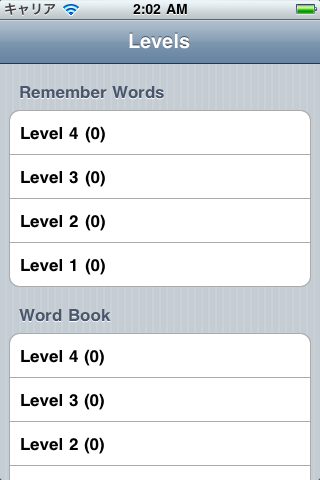 キャリア 2:02 AM
Levels
Remember Words
Level 4 (0)
Level 3 (0)
Level 2 (0)
Level 1 (0)
Word Book
Level 4 (0)
Level 3 (0)
Level 2 (0)